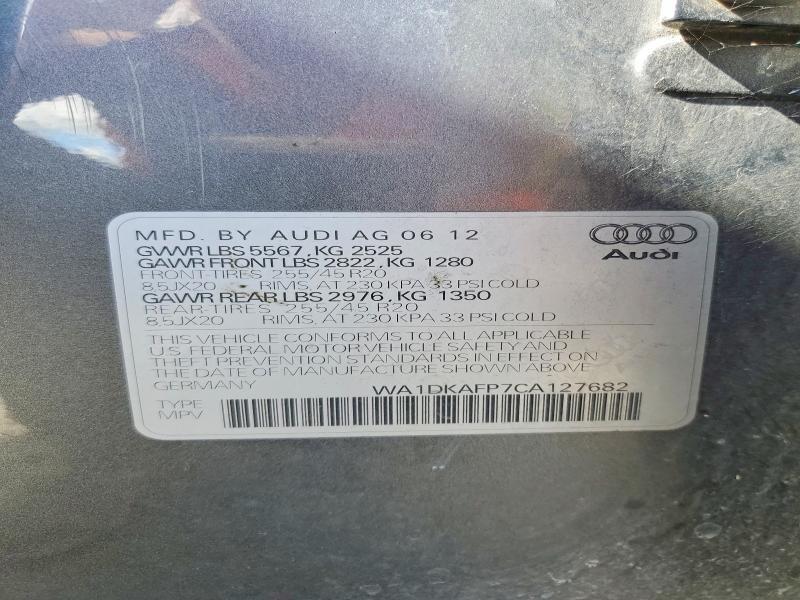 MFD. BY AUDI AG 06 12
GVWR LBS 5567, KG 2525
GAWR FRONT LBS 2822, KG 1280
FRONT-TIRES 255/45 R20
8,5JX20 RIMS, AT 230 KPA 33 PSI COLD
GAWR REAR LBS 2976, KG 1350
REAR-TIRES 255/45 R20
8,5JX20 RIMS, AT 230 KPA 33 PSI COLD
THIS VEHICLE CONFORMS TO ALL APPLICABLE
U.S. FEDERAL MOTOR VEHICLE SAFETY AND
THEFT PREVENTION STANDARDS IN EFFECT ON
THE DATE OF MANUFACTURE SHOWN ABOVE
GERMANY WA1DKAFP7CA127682
TYPE
MPV
Audi